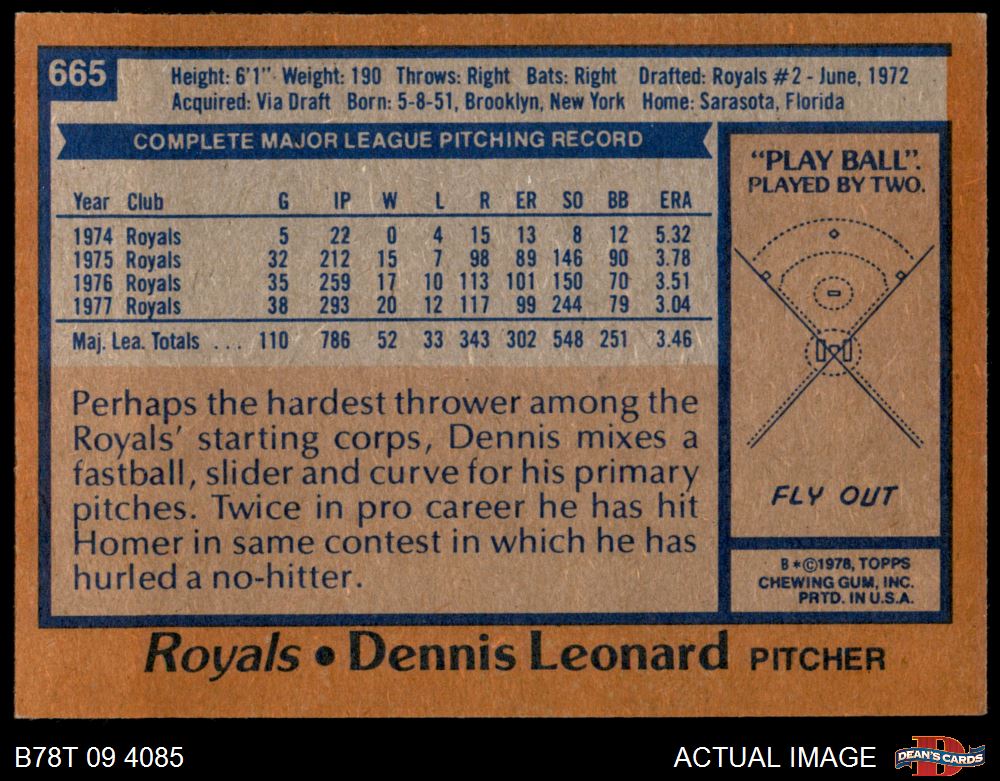 665
Height: 6'1" Weight: 190 Throws: Right Bats: Right Drafted: Royals #2 - June, 1972
Acquired: Via Draft Born: 5-8-51, Brooklyn, New York Home: Sarasota, Florida
COMPLETE MAJOR LEAGUE PITCHING RECORD
Year Club G IP W L R ER SO BB ERA
1974 Royals 5 22 0 4 15 13 8 12 5.32
1975 Royals 32 212 15 7 98 89 146 90 3.78
1976 Royals 35 259 17 10 113 101 150 70 3.51
1977 Royals 38 293 20 12 117 99 244 79 3.04
Maj. Lea. Totals ... 110 786 52 33 343 302 548 251 3.46
Perhaps the hardest thrower among the
Royals' starting corps, Dennis mixes a
fastball, slider and curve for his primary
pitches. Twice in pro career he has hit
Homer in same contest in which he has
hurled a no-hitter.
"PLAY BALL".
PLAYED BY TWO.
FLY OUT
B*©1978, TOPPS
CHEWING GUM, INC.
PRTD. IN U.S.A.
Royals • Dennis Leonard PITCHER
B78T 09 4085
ACTUAL IMAGE
D
DEAN'S CARDS